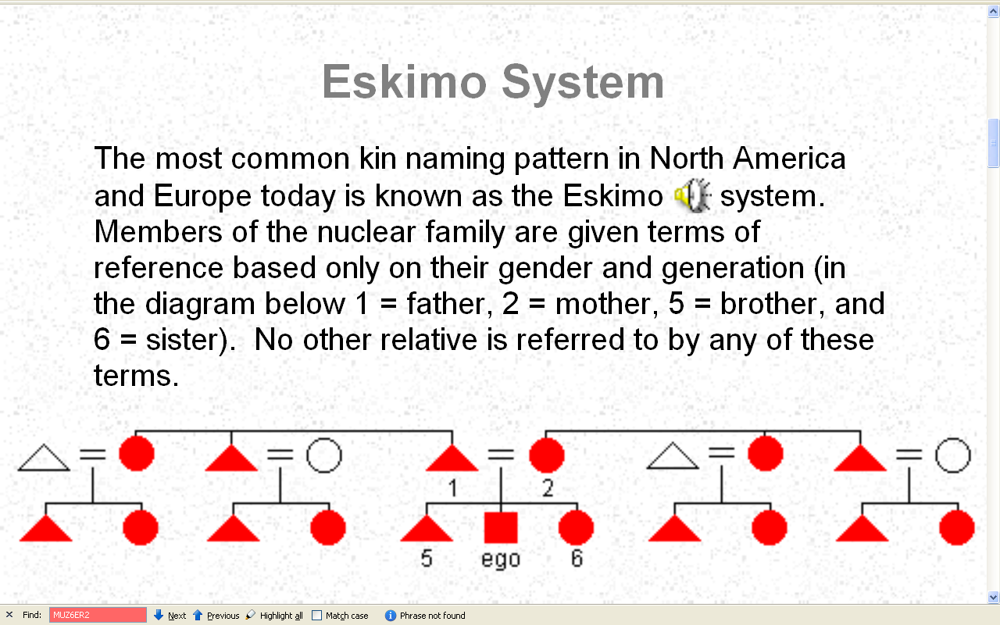 Eskimo System
The most common kin naming pattern in North America
and Europe today is known as the Eskimo system.
Members of the nuclear family are given terms of
reference based only on their gender and generation (in
the diagram below 1 = father, 2 = mother, 5 = brother, and
6 = sister).  No other relative is referred to by any of these
terms.
= = = = =
1 2
5 ego 6
Find: MUZ6ER2 Next Previous Highlight all Match case Phrase not found